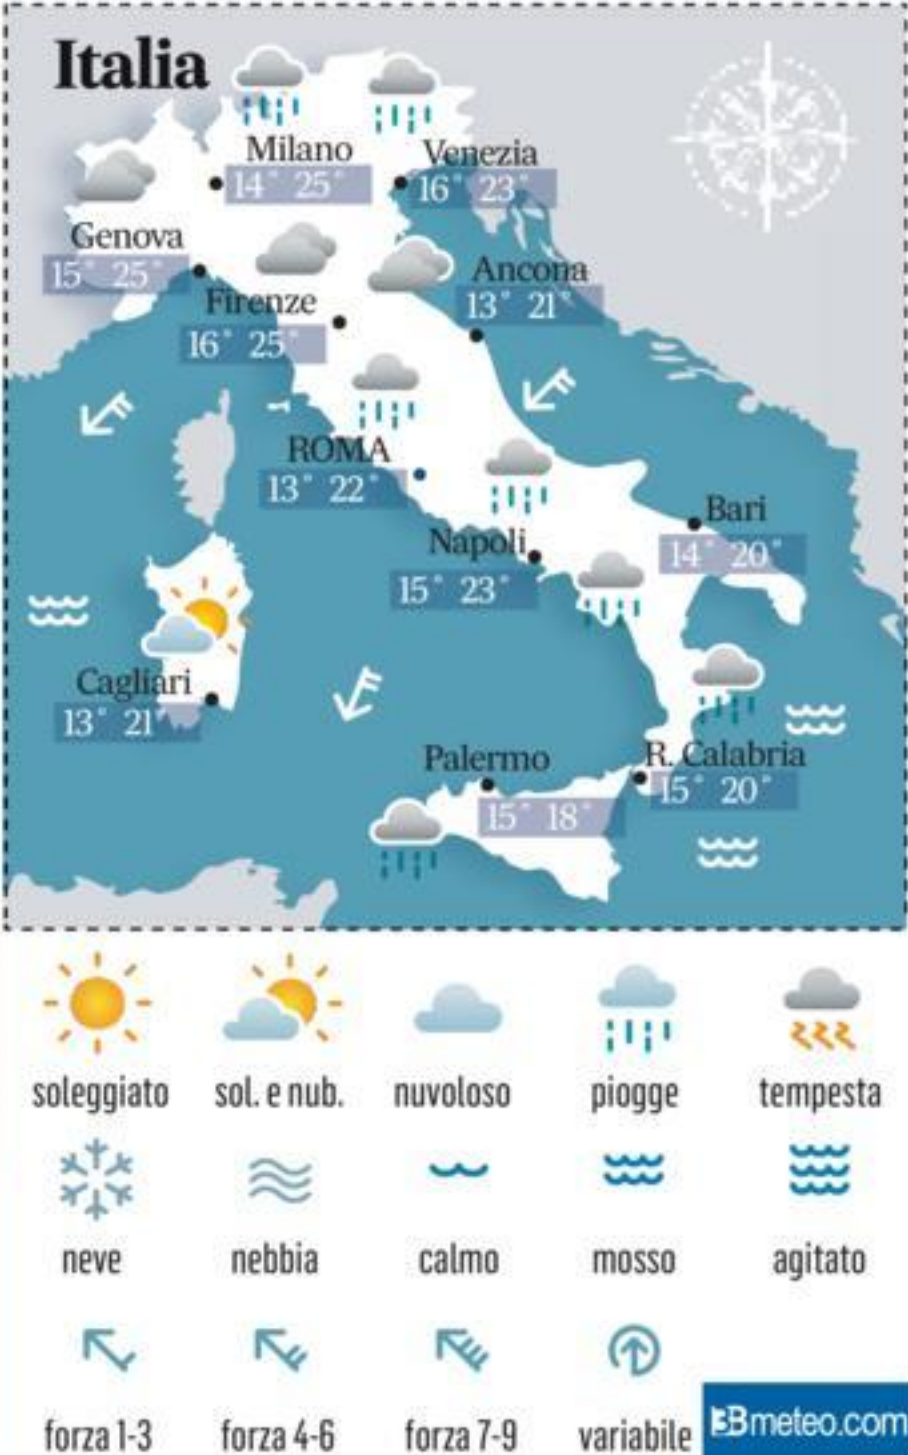 Italia
Milano
14° 25°
Venezia
16° 23°
Genova
15° 25°
Ancona
13° 21°
Firenze
16° 25°
ROMA
13° 22°
Bari
14° 20°
Napoli
15° 23°
Cagliari
13° 21°
Palermo
15° 18°
R. Calabria
15° 20°
soleggiato sol. e nub. nuvoloso piogge tempesta
neve nebbia calmo mosso agitato
forza 1-3 forza 4-6 forza 7-9 variabile
3Bmeteo.com